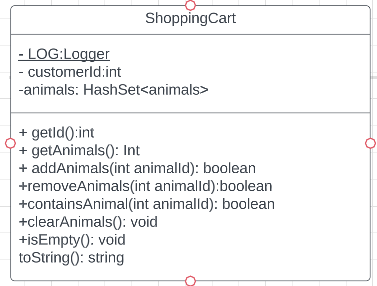 ShoppingCart
- LOG:Logger
- customerId:int
-animals: HashSet<animals>
+ getId():int
+ getAnimals(): Int
+ addAnimals(int animalId): boolean
+removeAnimals(int animalId):boolean
+containsAnimal(int animalId): boolean
+clearAnimals(): void
+isEmpty(): void
toString(): string